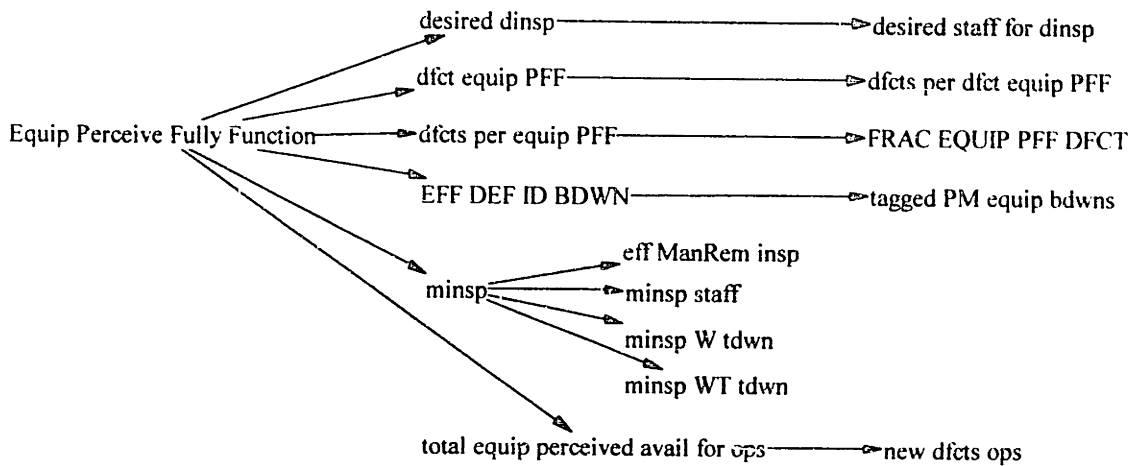 desired dinsp desired staff for dinsp
dfct equip PFF dfcts per dfct equip PFF
Equip Perceive Fully Function dfcts per equip PFF FRAC EQUIP PFF DFCT
EFF DEF ID BDWN tagged PM equip bdwns
eff ManRem insp
minsp minsp staff
minsp W tdwn
minsp WT tdwn
total equip perceived avail for ops new dfcts ops